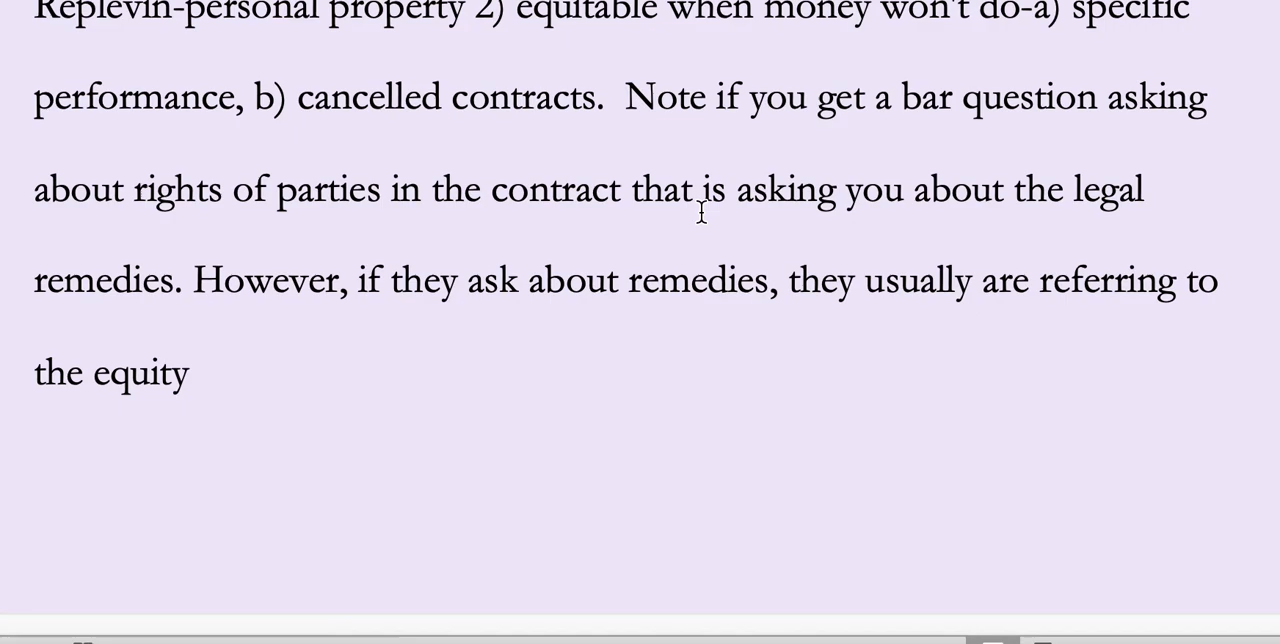 Replevin-personal property 2) equitable when money won't do-a) specific
performance, b) cancelled contracts.  Note if you get a bar question asking
about rights of parties in the contract that is asking you about the legal
remedies. However, if they ask about remedies, they usually are referring to
the equity